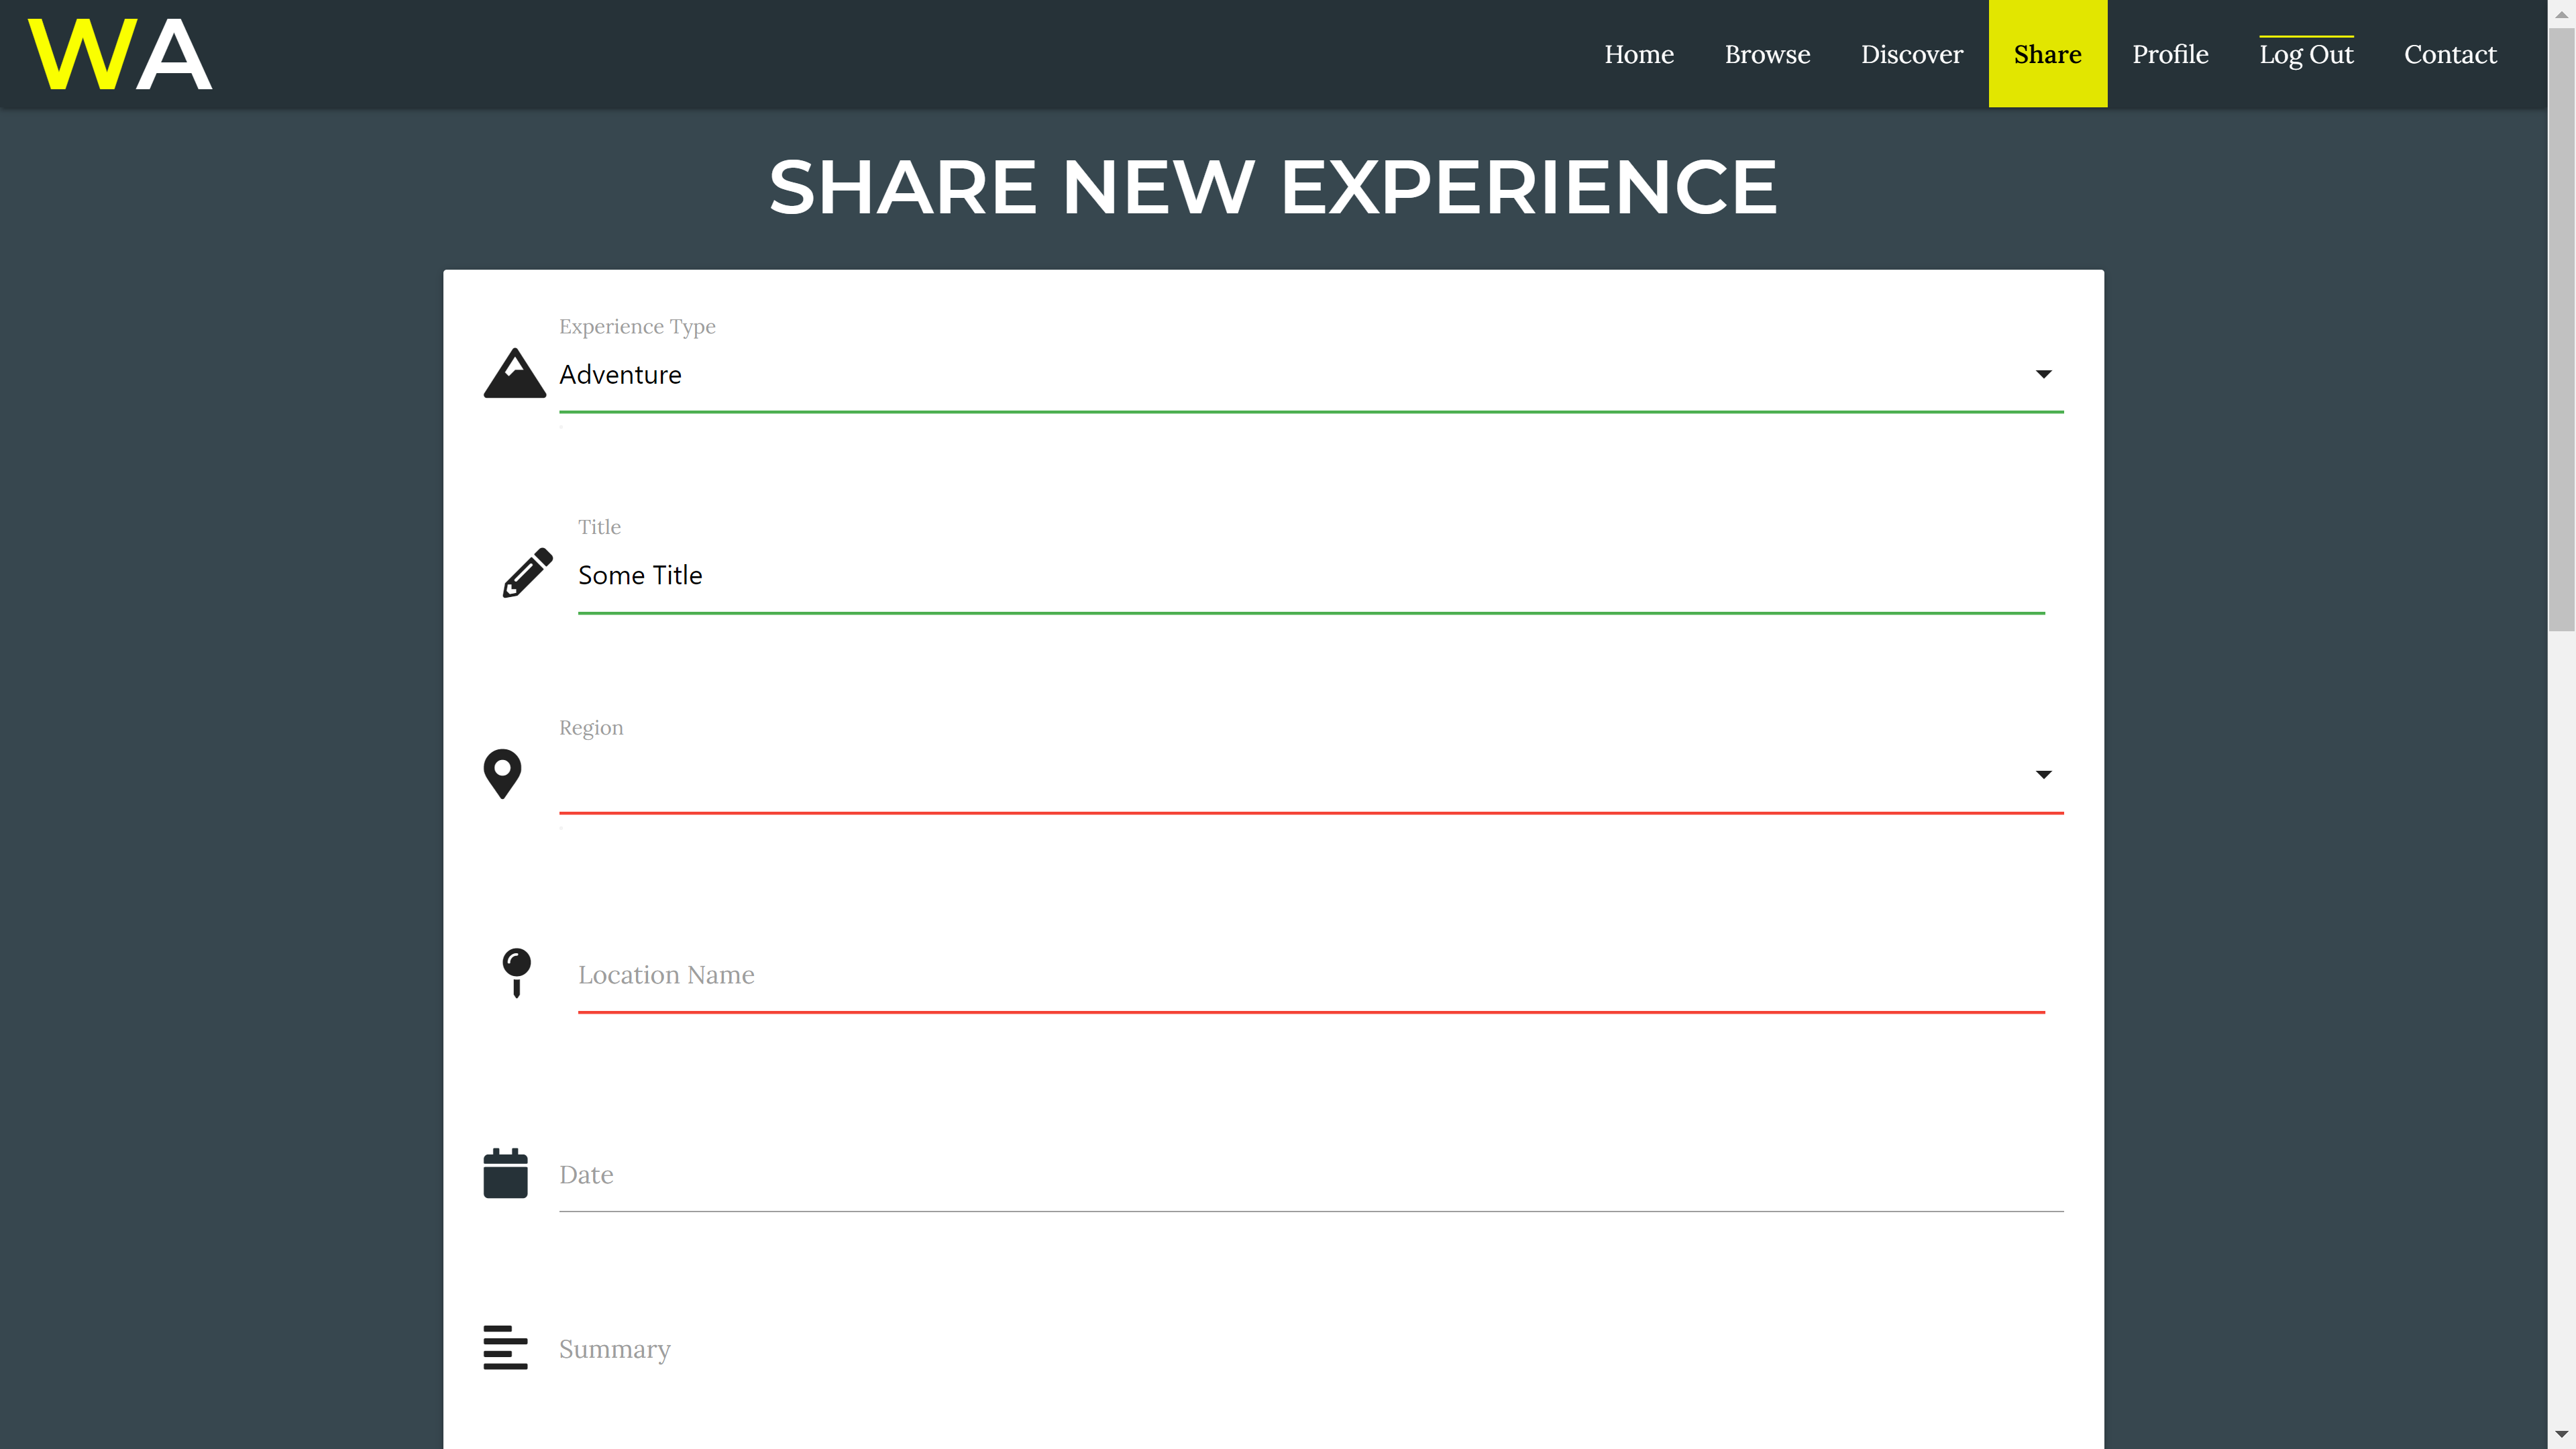 WA
Home Browse Discover Share Profile Log Out Contact
SHARE NEW EXPERIENCE
Experience Type
Adventure
Title
Some Title
Region
Location Name
Date
Summary